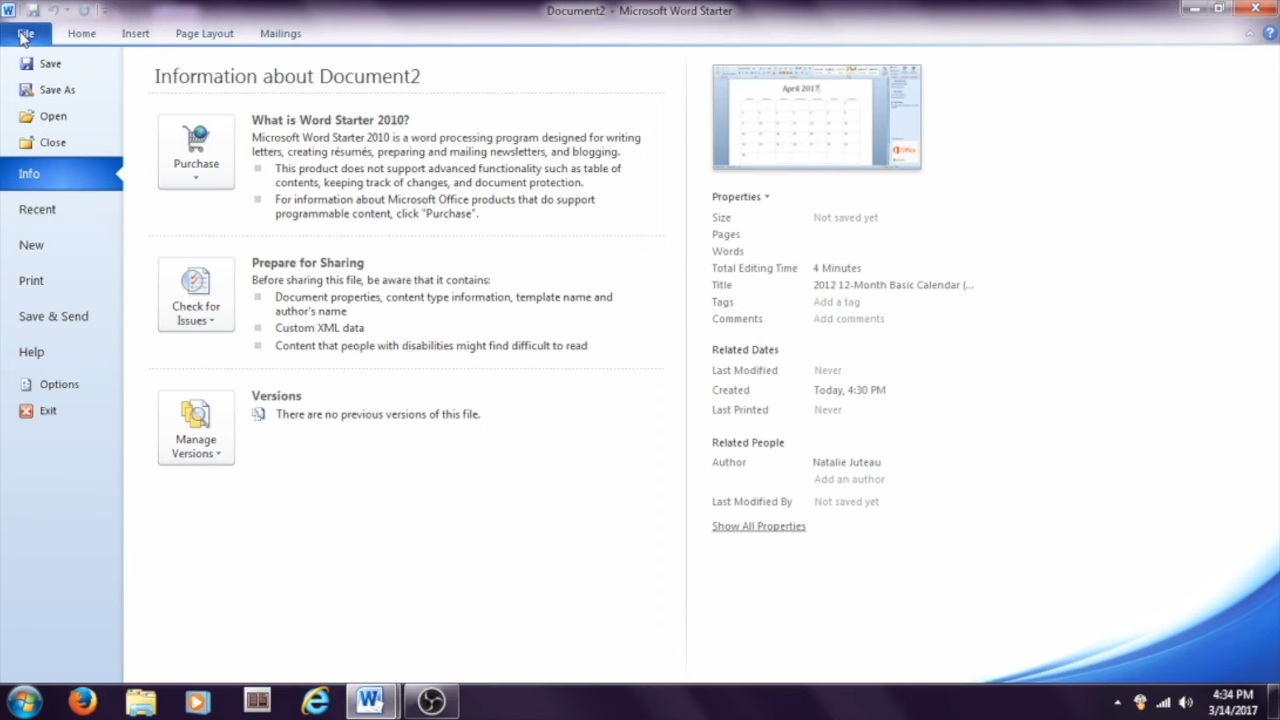 Document2 - Microsoft Word Starter
File Home Insert Page Layout Mailings
Save
Save As
Open
Close
Info
Recent
New
Print
Save & Send
Help
Options
Exit
Information about Document2
Purchase
What is Word Starter 2010?
Microsoft Word Starter 2010 is a word processing program designed for writing
letters, creating résumés, preparing and mailing newsletters, and blogging.
This product does not support advanced functionality such as table of
contents, keeping track of changes, and document protection.
For information about Microsoft Office products that do support
programmable content, click "Purchase".
Check for
Issues
Prepare for Sharing
Before sharing this file, be aware that it contains:
Document properties, content type information, template name and
author's name
Custom XML data
Content that people with disabilities might find difficult to read
Manage
Versions
Versions
There are no previous versions of this file.
April 2017
Office
Properties
Size Not saved yet
Pages
Words
Total Editing Time 4 Minutes
Title 2012 12-Month Basic Calendar (...
Tags Add a tag
Comments Add comments
Related Dates
Last Modified Never
Created Today, 4:30 PM
Last Printed Never
Related People
Author Natalie Juteau
Add an author
Last Modified By Not saved yet
Show All Properties
4:34 PM
3/14/2017